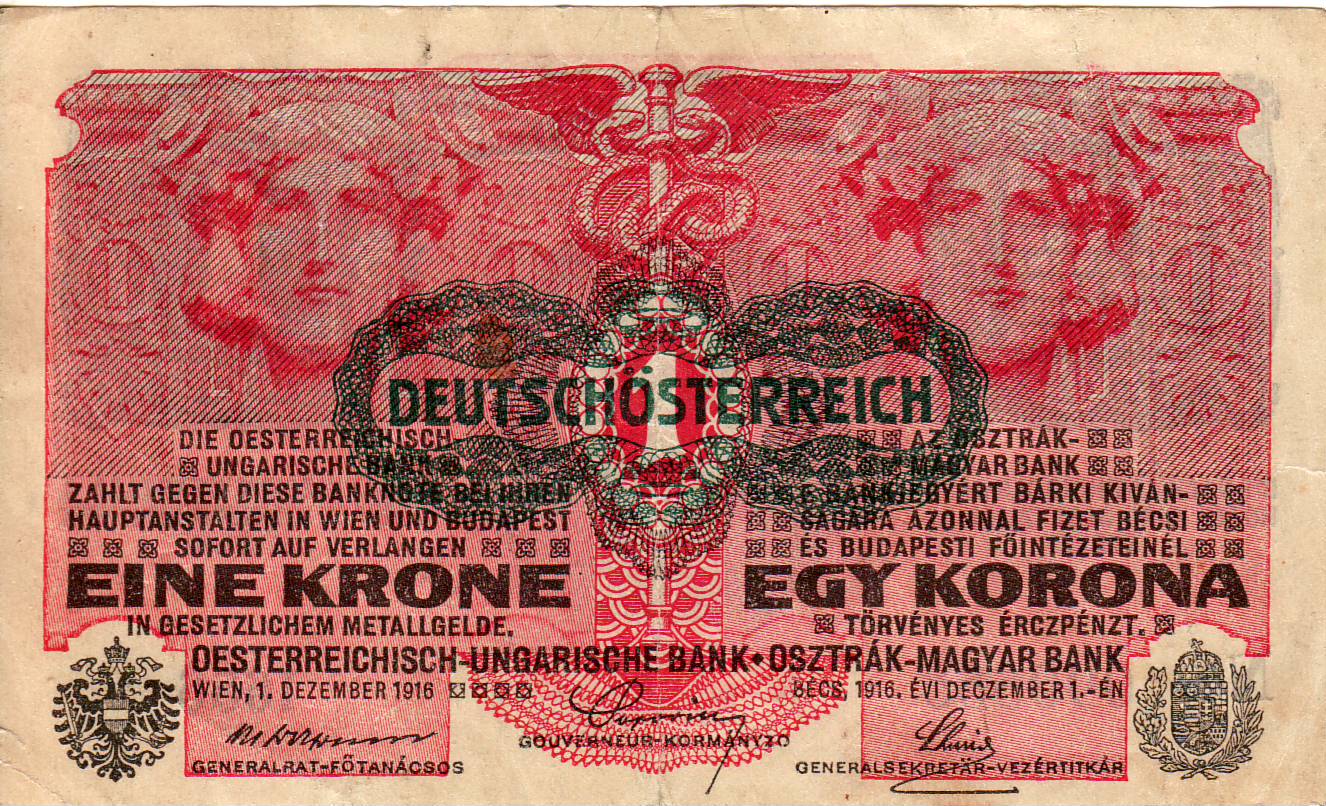 DEUTSCHÖSTERREICH
1
DIE OESTERREICHISCH
UNGARISCHE BANK
ZAHLT GEGEN DIESE BANKNOTE BEI IHREN
HAUPTANSTALTEN IN WIEN UND BUDAPEST
SOFORT AUF VERLANGEN
EINE KRONE
IN GESETZLICHEM METALLGELDE.
AZ OSZTRÁK-
MAGYAR BANK
E BANKJEGYÉRT BÁRKI KIVÁN-
SÁGÁRA AZONNAL FIZET BÉCSI
ÉS BUDAPESTI FŐINTÉZETEINÉL
EGY KORONA
TÖRVÉNYES ÉRCZPÉNZT.
OESTERREICHISCH-UNGARISCHE BANK • OSZTRÁK-MAGYAR BANK
WIEN, 1. DEZEMBER 1916
BÉCS, 1916. ÉVI DECZEMBER 1.-ÉN
Popovics
GOUVERNEUR-KORMÁNYZÓ
GENERALRAT-FŐTANÁCSOS
GENERALSEKRETÄR-VEZÉRTITKÁR